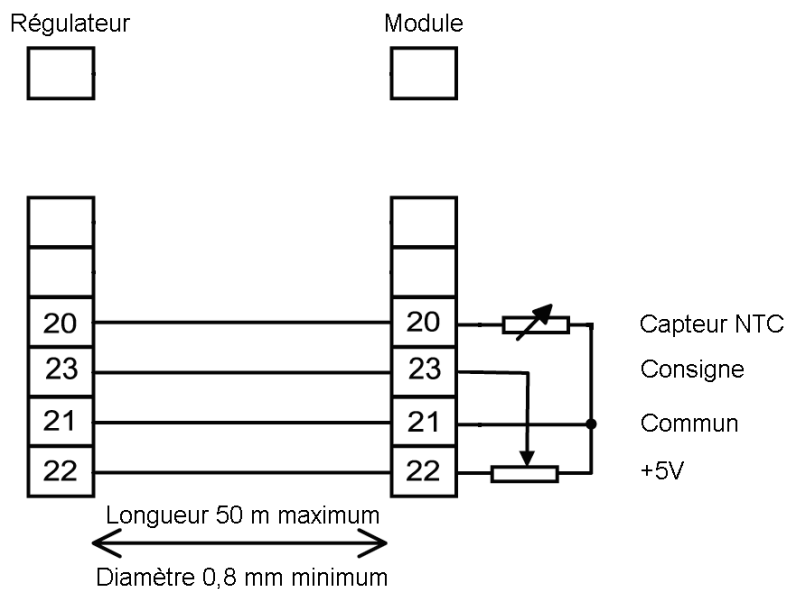 Régulateur Module
20 20 Capteur NTC
23 23 Consigne
21 21 Commun
22 22 +5V
Longueur 50 m maximum
Diamètre 0,8 mm minimum